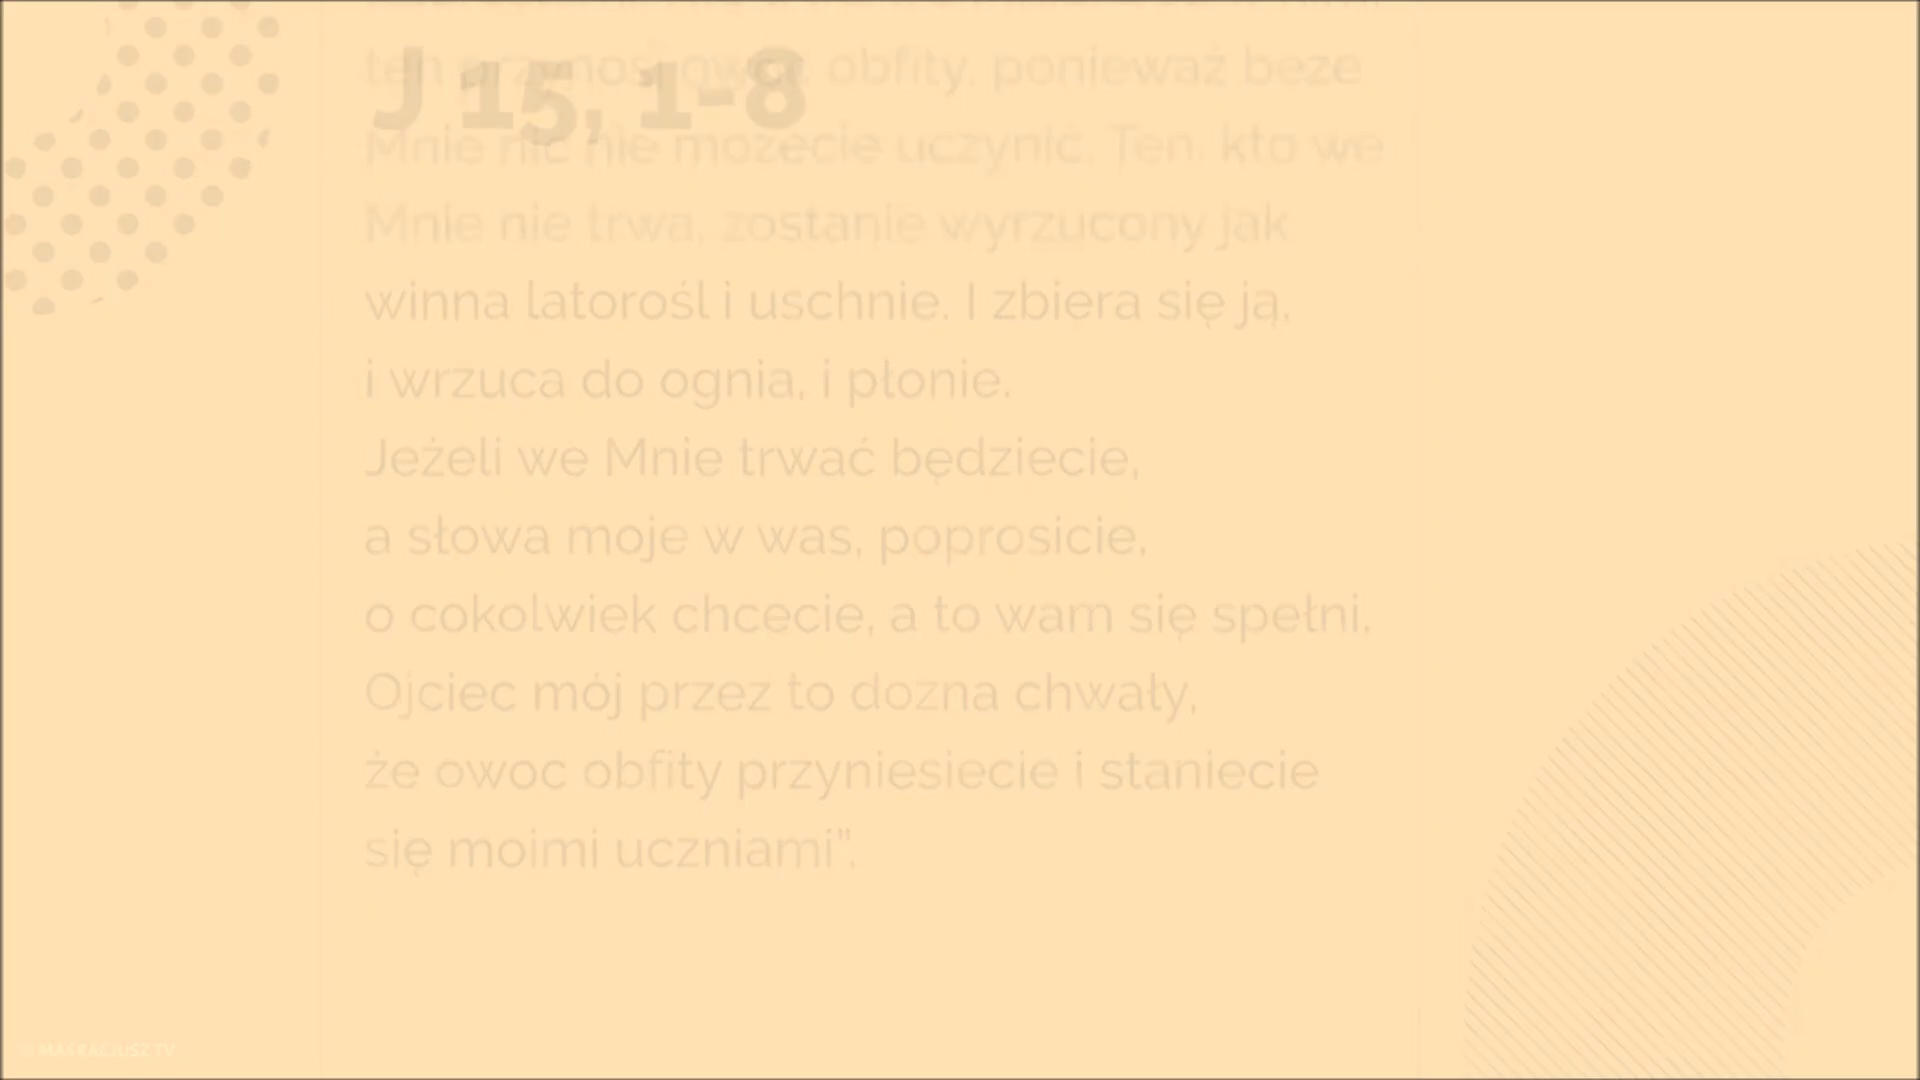 J 15, 1-8
ten przynosi owoc obfity, ponieważ beze
Mnie nic nie możecie uczynić. Ten, kto we
Mnie nie trwa, zostanie wyrzucony jak
winna latorośl i uschnie. I zbiera się ją,
i wrzuca do ognia, i płonie.
Jeżeli we Mnie trwać będziecie,
a słowa moje w was, poprosicie,
o cokolwiek chcecie, a to wam się spełni.
Ojciec mój przez to dozna chwały,
że owoc obfity przyniesiecie i staniecie
się moimi uczniami".